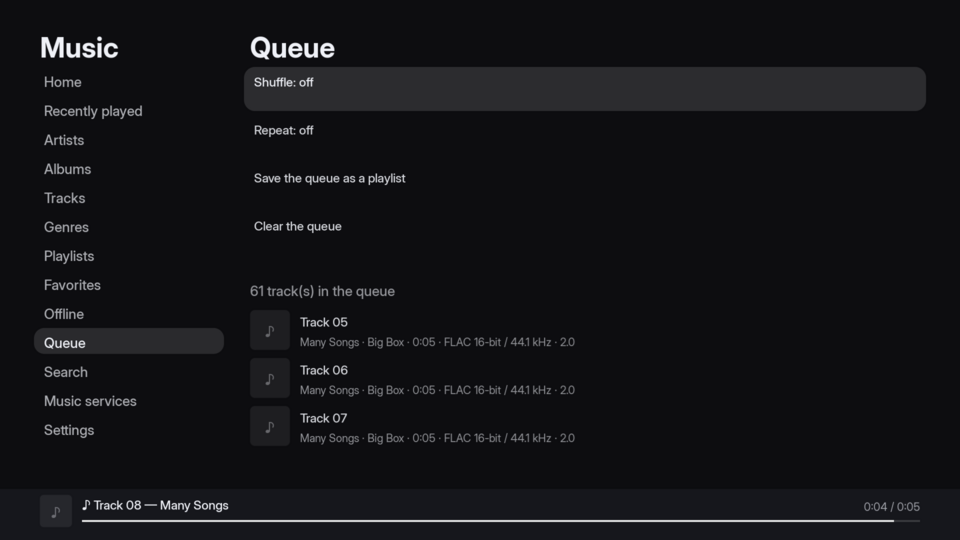 Music
Home
Recently played
Artists
Albums
Tracks
Genres
Playlists
Favorites
Offline
Queue
Search
Music services
Settings
Queue
Shuffle: off
Repeat: off
Save the queue as a playlist
Clear the queue
61 track(s) in the queue
Track 05
Many Songs · Big Box · 0:05 · FLAC 16-bit / 44.1 kHz · 2.0
Track 06
Many Songs · Big Box · 0:05 · FLAC 16-bit / 44.1 kHz · 2.0
Track 07
Many Songs · Big Box · 0:05 · FLAC 16-bit / 44.1 kHz · 2.0
♪ Track 08 — Many Songs
0:04 / 0:05